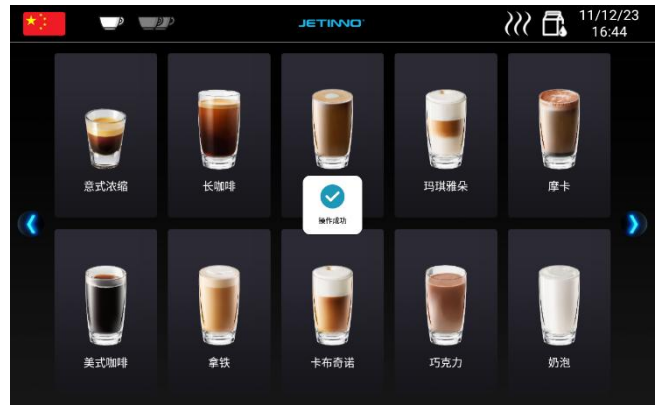 JETINNO
11/12/23
16:44
意式浓缩
长咖啡
玛琪雅朵
摩卡
操作成功
美式咖啡
拿铁
卡布奇诺
巧克力
奶泡